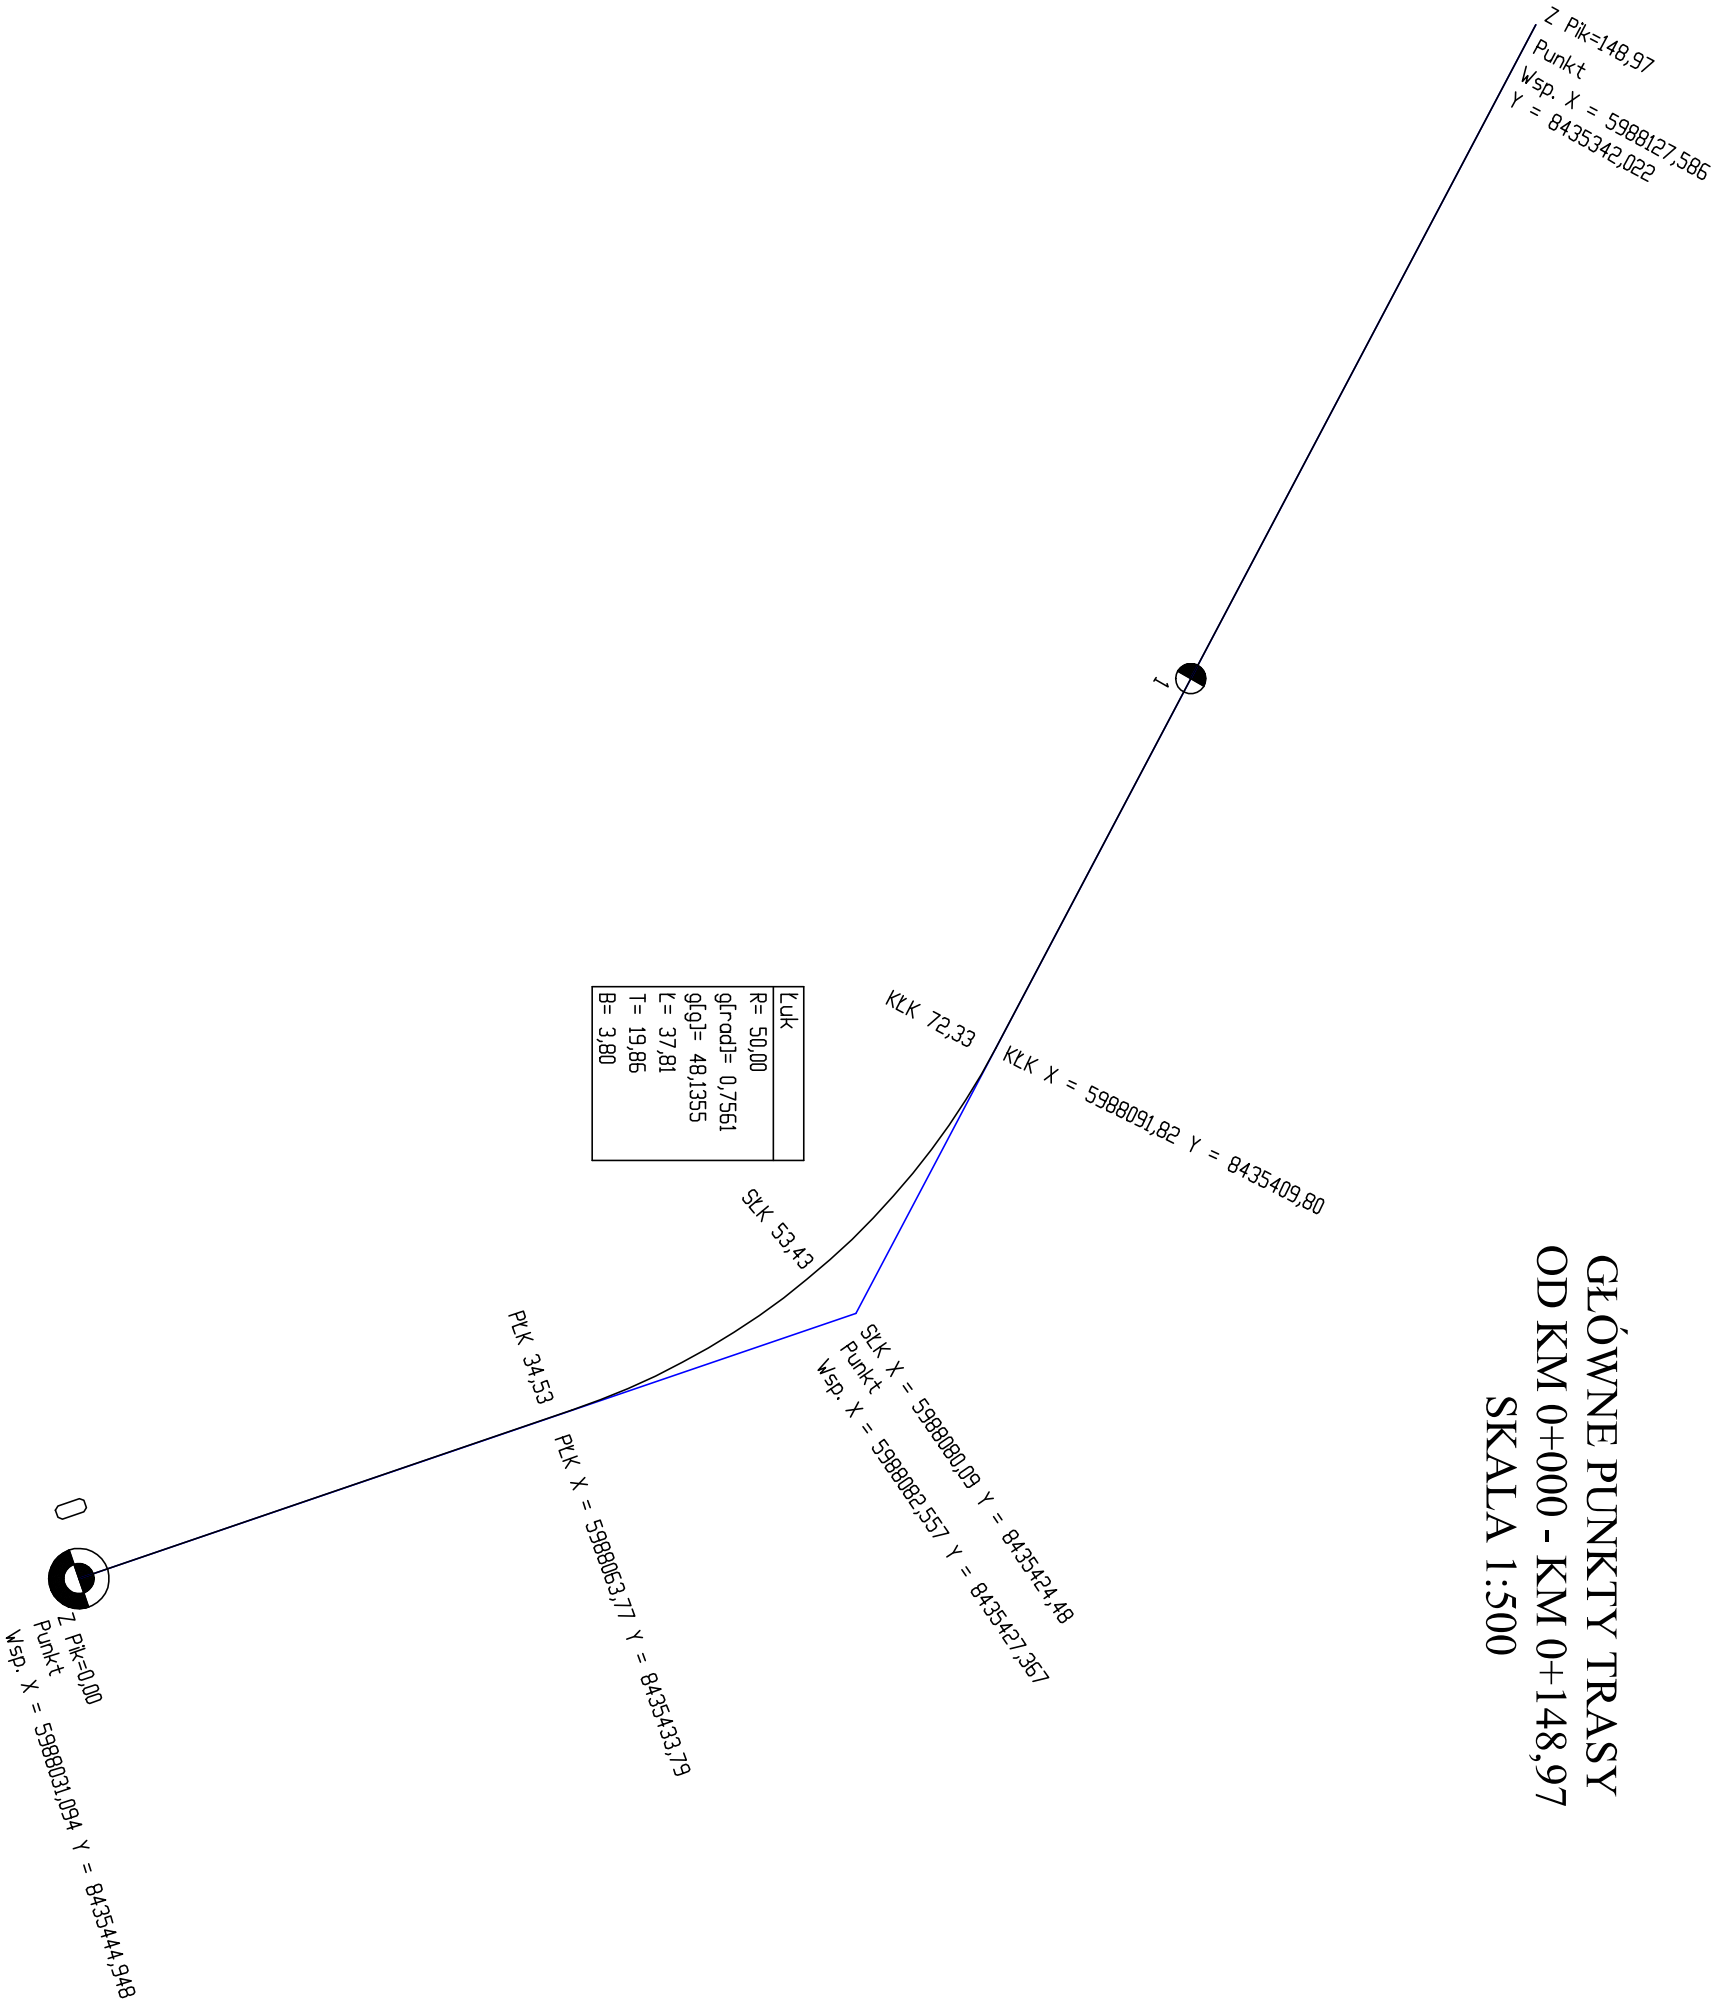 GŁÓWNE PUNKTY TRASY
OD KM 0+000 - KM 0+148,97
SKALA 1:500
Z Pik=148,97
Punkt
Wsp. X = 5988127,586
Y = 8435342,022
1
KŁK 72,33
KŁK X = 5988091,82 Y = 8435409,80
Łuk
R= 50,00
g[rad]= 0,7561
g[g]= 48,1355
Ł= 37,81
T= 19,86
B= 3,80
SŁK 53,43
SŁK X = 5988080,09 Y = 8435424,48
Punkt
Wsp. X = 5988082,557 Y = 8435427,367
PŁK 34,53
PŁK X = 5988063,77 Y = 8435433,79
0
Z Pik=0,00
Punkt
Wsp. X = 5988031,094 Y = 8435444,948